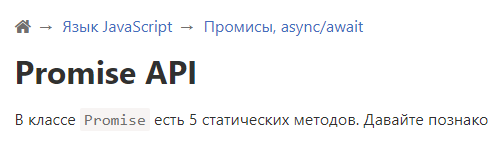 → Язык JavaScript → Промисы, async/await
Promise API
В классе Promise есть 5 статических методов. Давайте познако